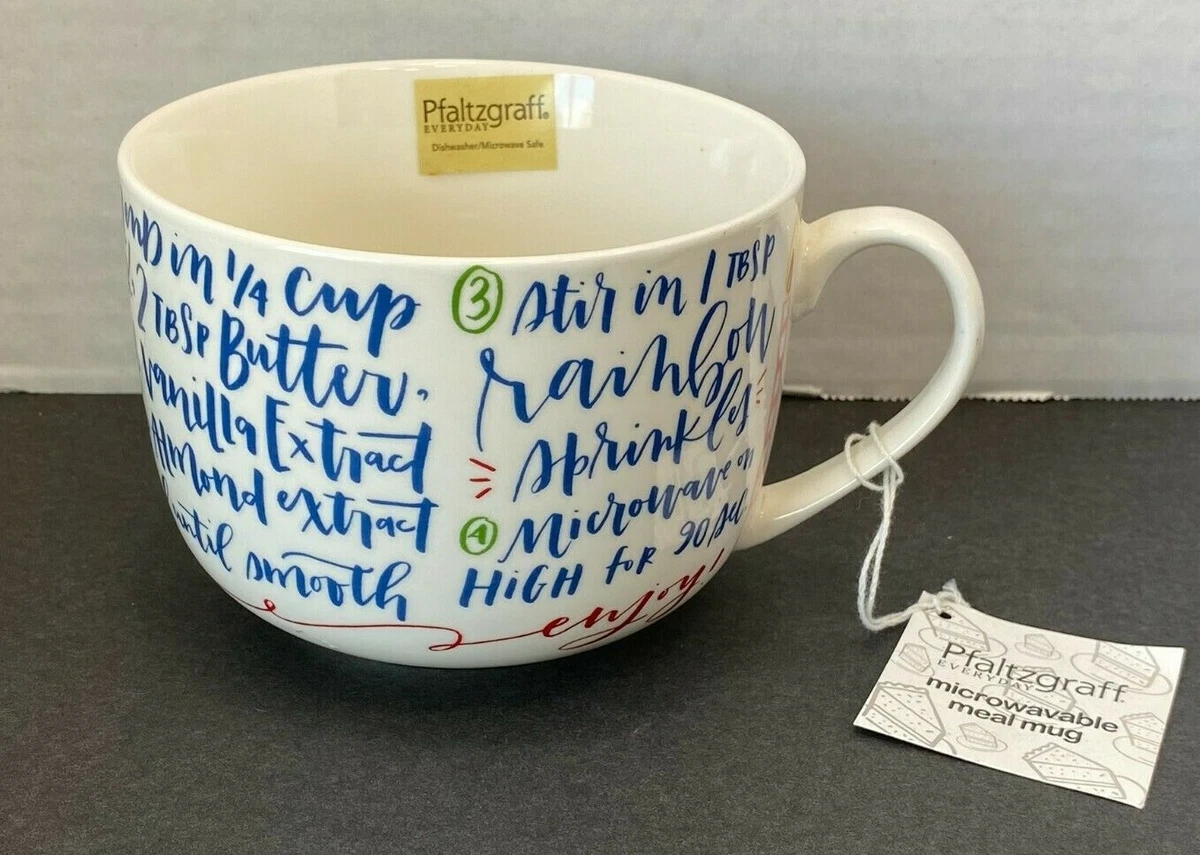 Pfaltzgraff®
EVERYDAY
Dishwasher/Microwave Safe
in 1/4 Cup
2 TBSP Butter.
vanilla Extract
Almond extract
until smooth
3 stir in 1 TBSP
rainbow
sprinkles
4 Microwave on
HiGH for 90 sec.
enjoy!
Pfaltzgraff
EVERYDAY
microwavable
meal mug